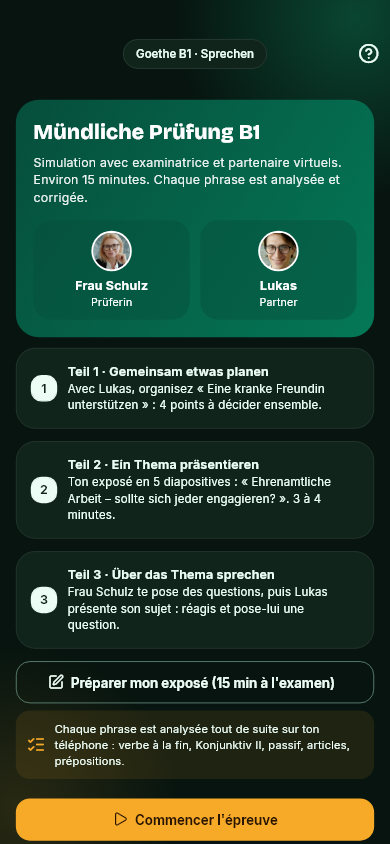 Goethe B1 · Sprechen
Mündliche Prüfung B1
Simulation avec examinatrice et partenaire virtuels.
Environ 15 minutes. Chaque phrase est analysée et
corrigée.
Frau Schulz
Prüferin
Lukas
Partner
Teil 1 · Gemeinsam etwas planen
1
Avec Lukas, organisez « Eine kranke Freundin
unterstützen » : 4 points à décider ensemble.
Teil 2 · Ein Thema präsentieren
2
Ton exposé en 5 diapositives : « Ehrenamtliche
Arbeit – sollte sich jeder engagieren? ». 3 à 4
minutes.
Teil 3 · Über das Thema sprechen
3
Frau Schulz te pose des questions, puis Lukas
présente son sujet : réagis et pose-lui une
question.
Préparer mon exposé (15 min à l'examen)
Chaque phrase est analysée tout de suite sur ton
téléphone : verbe à la fin, Konjunktiv II, passif, articles,
prépositions.
Commencer l'épreuve